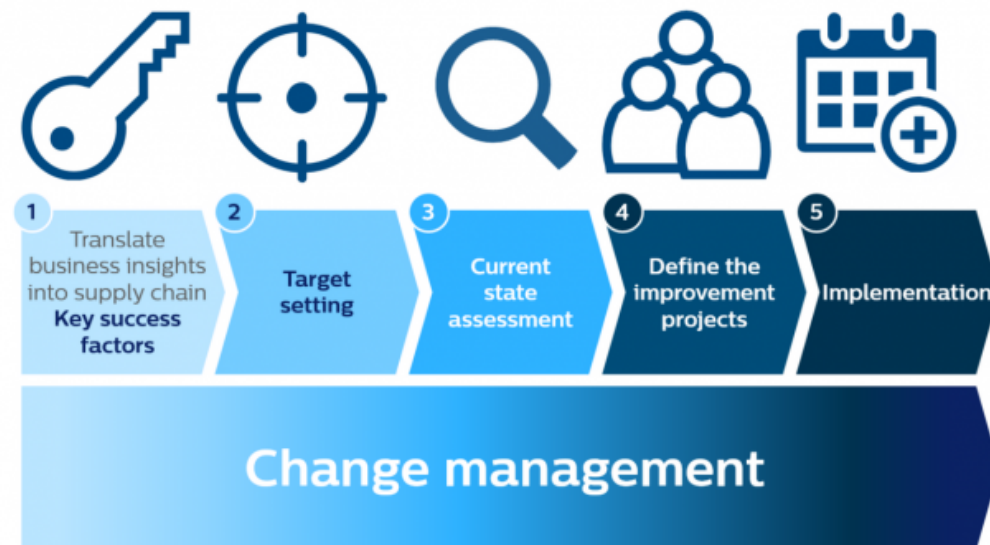 1
Translate
business insights
into supply chain
Key success
factors
2
Target
setting
3
Current
state
assessment
4
Define the
improvement
projects
5
Implementation
Change management